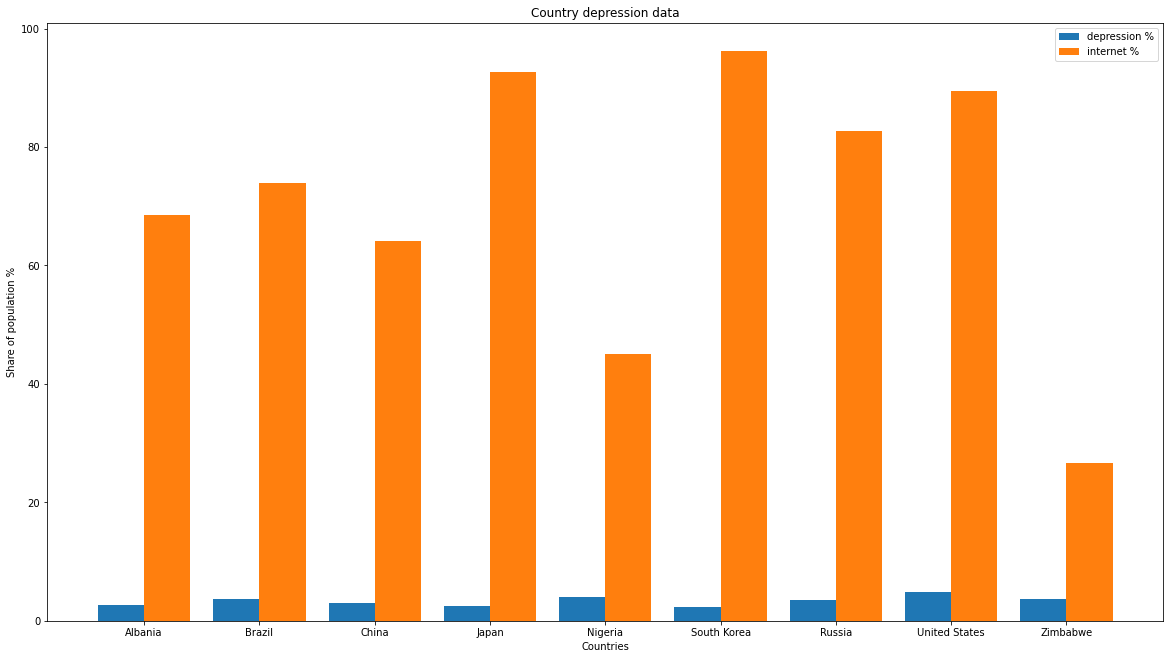 Country depression data
depression %
internet %
Share of population %
100
80
60
40
20
0
Albania Brazil China Japan Nigeria South Korea Russia United States Zimbabwe
Countries